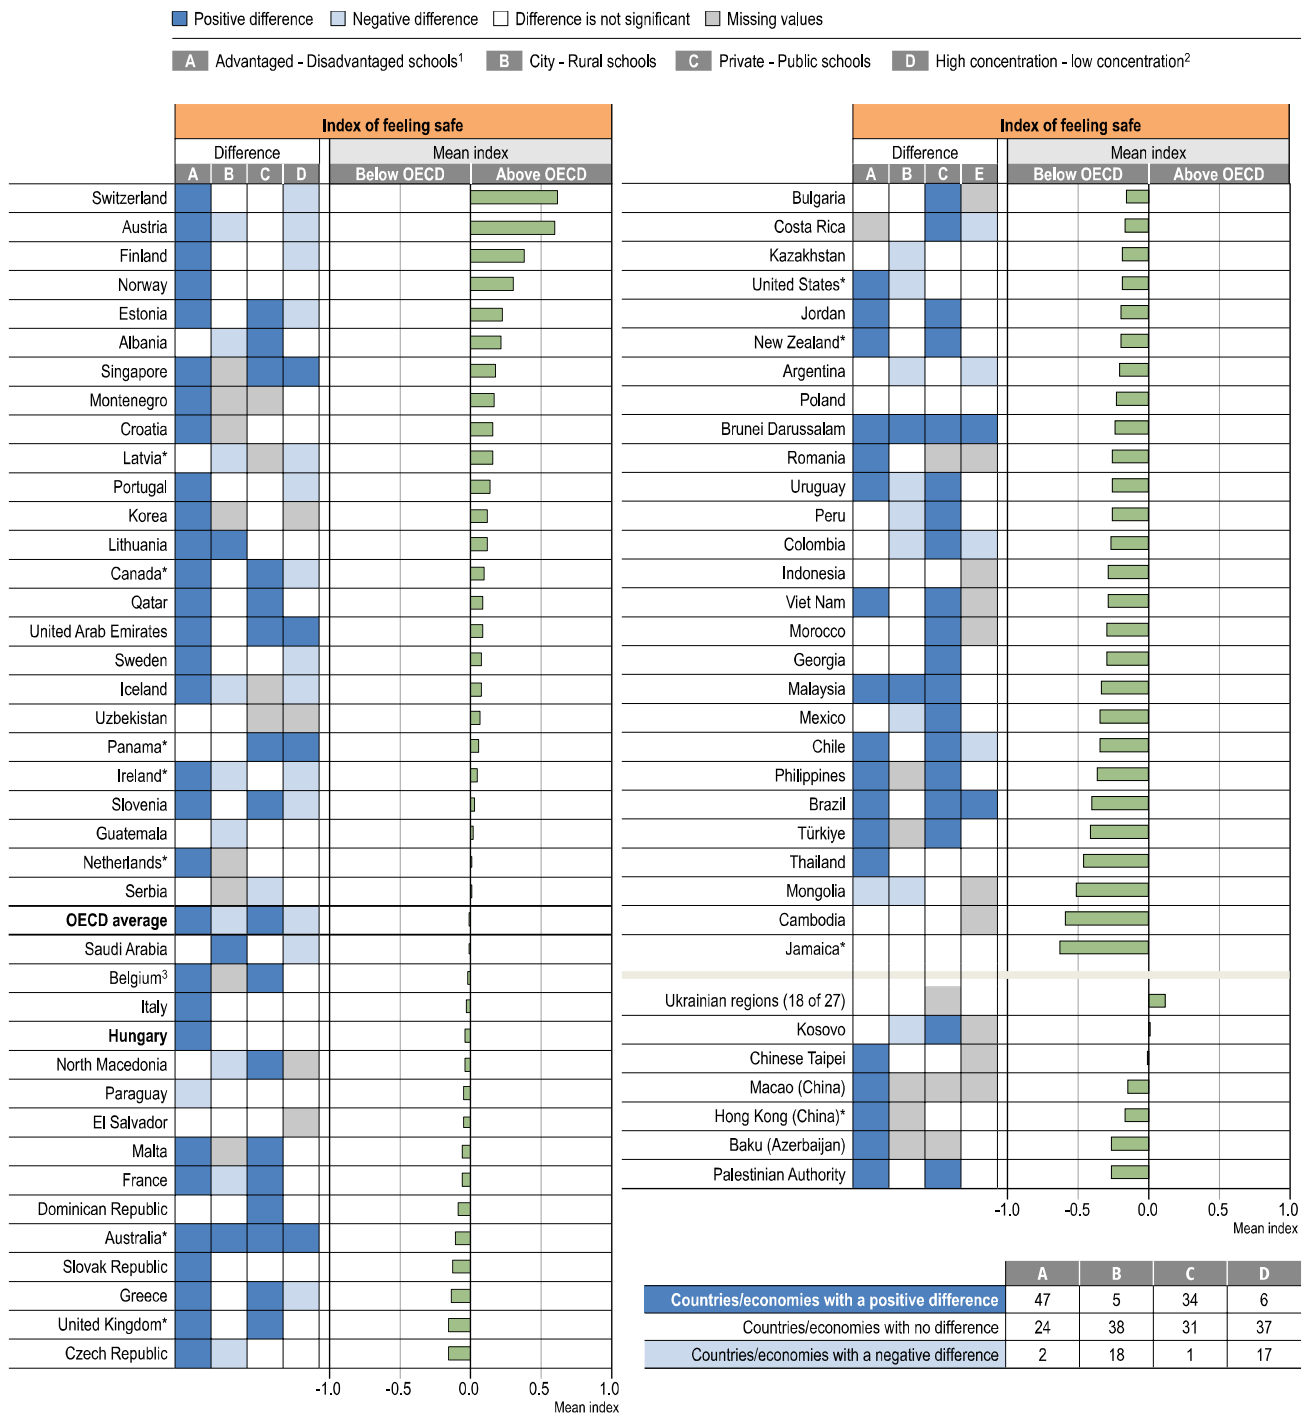 Positive difference Negative difference Difference is not significant Missing values
A Advantaged - Disadvantaged schools¹ B City - Rural schools C Private - Public schools D High concentration - low concentration²
Index of feeling safe
Difference Mean index
A B C D Below OECD Above OECD
Switzerland
Austria
Finland
Norway
Estonia
Albania
Singapore
Montenegro
Croatia
Latvia*
Portugal
Korea
Lithuania
Canada*
Qatar
United Arab Emirates
Sweden
Iceland
Uzbekistan
Panama*
Ireland*
Slovenia
Guatemala
Netherlands*
Serbia
OECD average
Saudi Arabia
Belgium³
Italy
Hungary
North Macedonia
Paraguay
El Salvador
Malta
France
Dominican Republic
Australia*
Slovak Republic
Greece
United Kingdom*
Czech Republic
-1.0 -0.5 0.0 0.5 1.0
Mean index
Index of feeling safe
Difference Mean index
A B C E Below OECD Above OECD
Bulgaria
Costa Rica
Kazakhstan
United States*
Jordan
New Zealand*
Argentina
Poland
Brunei Darussalam
Romania
Uruguay
Peru
Colombia
Indonesia
Viet Nam
Morocco
Georgia
Malaysia
Mexico
Chile
Philippines
Brazil
Türkiye
Thailand
Mongolia
Cambodia
Jamaica*
Ukrainian regions (18 of 27)
Kosovo
Chinese Taipei
Macao (China)
Hong Kong (China)*
Baku (Azerbaijan)
Palestinian Authority
-1.0 -0.5 0.0 0.5 1.0
Mean index
A B C D
Countries/economies with a positive difference 47 5 34 6
Countries/economies with no difference 24 38 31 37
Countries/economies with a negative difference 2 18 1 17